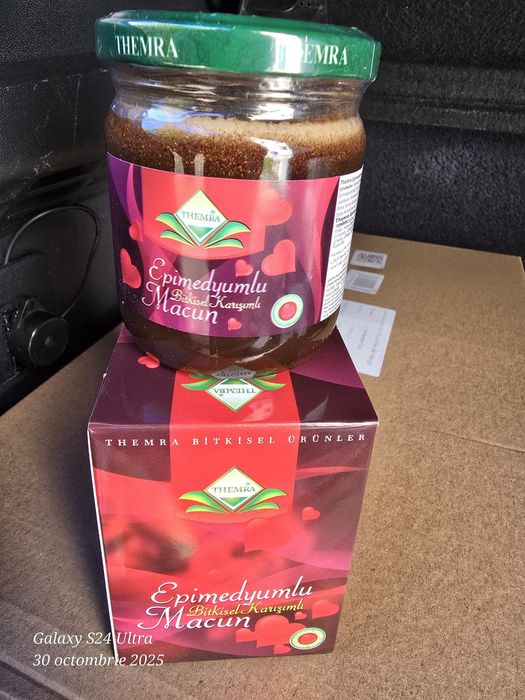 THEMRA
THEMRA
THEMRA
Epimedyumlu
Bitkisel Karışımlı
Macun
THEMRA
THEMRA BİTKİSEL ÜRÜNLER
THEMRA
Epimedyumlu
Bitkisel Karışımlı
Macun
Galaxy S24 Ultra
30 octombrie 2025